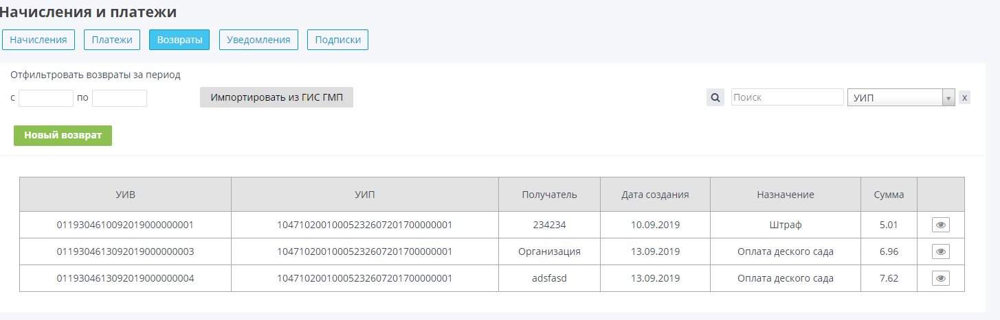 Начисления и платежи
Начисления Платежи Возвраты Уведомления Подписки
Отфильтровать возвраты за период
с по Импортировать из ГИС ГМП Поиск УИП x
Новый возврат
УИВ УИП Получатель Дата создания Назначение Сумма
0119304610092019000000001 10471020010005232607201700000001 234234 10.09.2019 Штраф 5.01
0119304613092019000000003 10471020010005232607201700000001 Организация 13.09.2019 Оплата деского сада 6.96
0119304613092019000000004 10471020010005232607201700000001 adsfasd 13.09.2019 Оплата деского сада 7.62